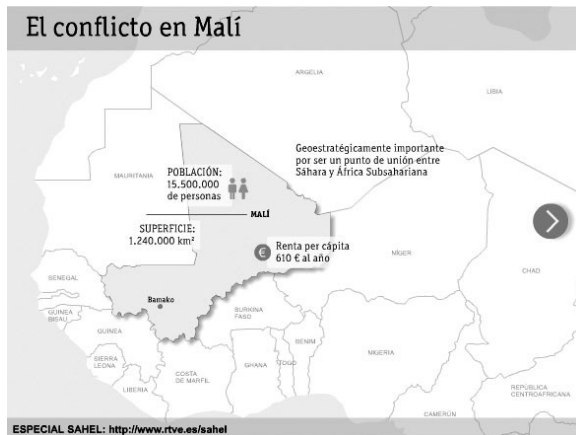 El conflicto en Malí
ARGELIA
LIBIA
Geoestratégicamente importante
por ser un punto de unión entre
Sáhara y África Subsahariana
MAURITANIA
POBLACIÓN:
15.500.000
de personas
MALÍ
SUPERFICIE:
1.240.000 km²
€
Renta per cápita
610 € al año
NÍGER
CHAD
SENEGAL
Bamako
GUINEA
BISAU
BURKINA
FASO
GUINEA
BENIM
NIGERIA
SIERRA
LEONA
COSTA
DE MARFIL
GHANA
TOGO
LIBERIA
REPÚBLICA
CENTROAFRICANA
CAMERÚN
ESPECIAL SAHEL: http://www.rtve.es/sahel